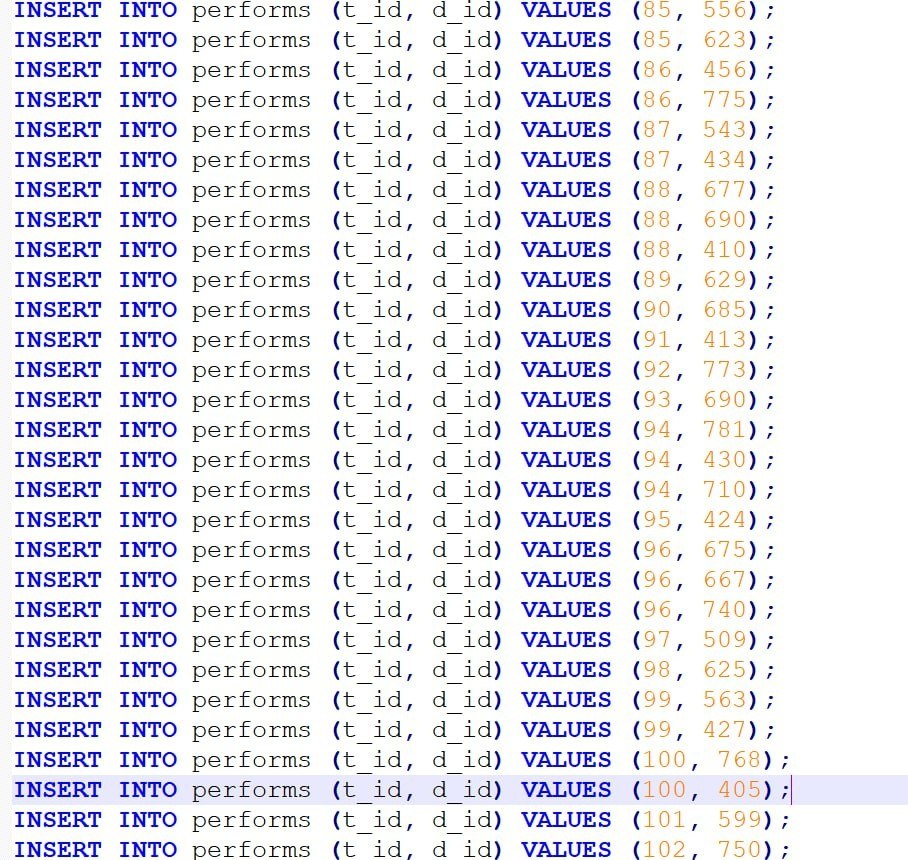 INSERT INTO performs (t_id, d_id) VALUES (85, 556);
INSERT INTO performs (t_id, d_id) VALUES (85, 623);
INSERT INTO performs (t_id, d_id) VALUES (86, 456);
INSERT INTO performs (t_id, d_id) VALUES (86, 775);
INSERT INTO performs (t_id, d_id) VALUES (87, 543);
INSERT INTO performs (t_id, d_id) VALUES (87, 434);
INSERT INTO performs (t_id, d_id) VALUES (88, 677);
INSERT INTO performs (t_id, d_id) VALUES (88, 690);
INSERT INTO performs (t_id, d_id) VALUES (88, 410);
INSERT INTO performs (t_id, d_id) VALUES (89, 629);
INSERT INTO performs (t_id, d_id) VALUES (90, 685);
INSERT INTO performs (t_id, d_id) VALUES (91, 413);
INSERT INTO performs (t_id, d_id) VALUES (92, 773);
INSERT INTO performs (t_id, d_id) VALUES (93, 690);
INSERT INTO performs (t_id, d_id) VALUES (94, 781);
INSERT INTO performs (t_id, d_id) VALUES (94, 430);
INSERT INTO performs (t_id, d_id) VALUES (94, 710);
INSERT INTO performs (t_id, d_id) VALUES (95, 424);
INSERT INTO performs (t_id, d_id) VALUES (96, 675);
INSERT INTO performs (t_id, d_id) VALUES (96, 667);
INSERT INTO performs (t_id, d_id) VALUES (96, 740);
INSERT INTO performs (t_id, d_id) VALUES (97, 509);
INSERT INTO performs (t_id, d_id) VALUES (98, 625);
INSERT INTO performs (t_id, d_id) VALUES (99, 563);
INSERT INTO performs (t_id, d_id) VALUES (99, 427);
INSERT INTO performs (t_id, d_id) VALUES (100, 768);
INSERT INTO performs (t_id, d_id) VALUES (100, 405);
INSERT INTO performs (t_id, d_id) VALUES (101, 599);
INSERT INTO performs (t_id, d_id) VALUES (102, 750);